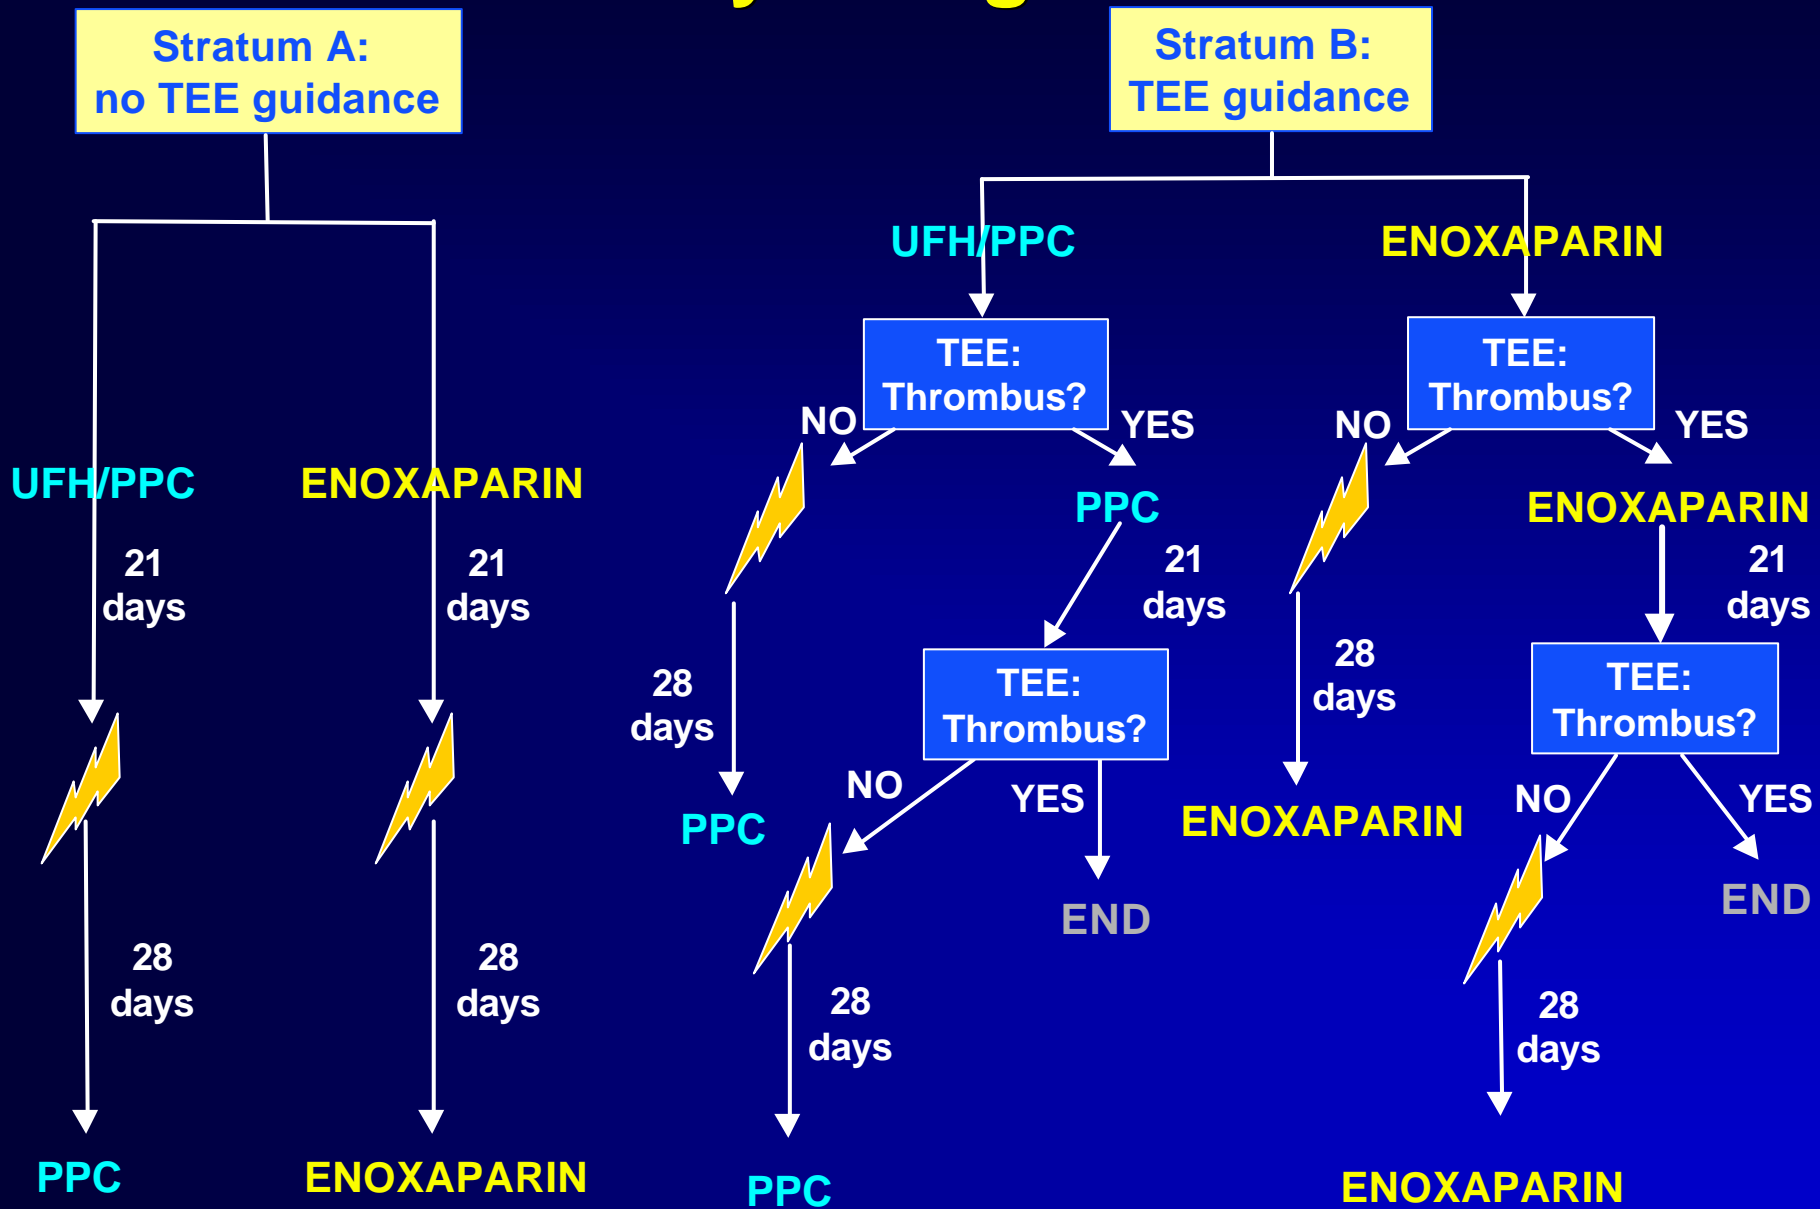 Stratum A:
no TEE guidance
Stratum B:
TEE guidance
UFH/PPC
ENOXAPARIN
TEE:
Thrombus?
TEE:
Thrombus?
NO
YES
NO
YES
UFH/PPC
ENOXAPARIN
PPC
ENOXAPARIN
21
days
21
days
21
days
21
days
28
days
28
days
TEE:
Thrombus?
TEE:
Thrombus?
NO
YES
NO
YES
PPC
ENOXAPARIN
END
END
28
days
28
days
28
days
28
days
PPC
ENOXAPARIN
PPC
ENOXAPARIN